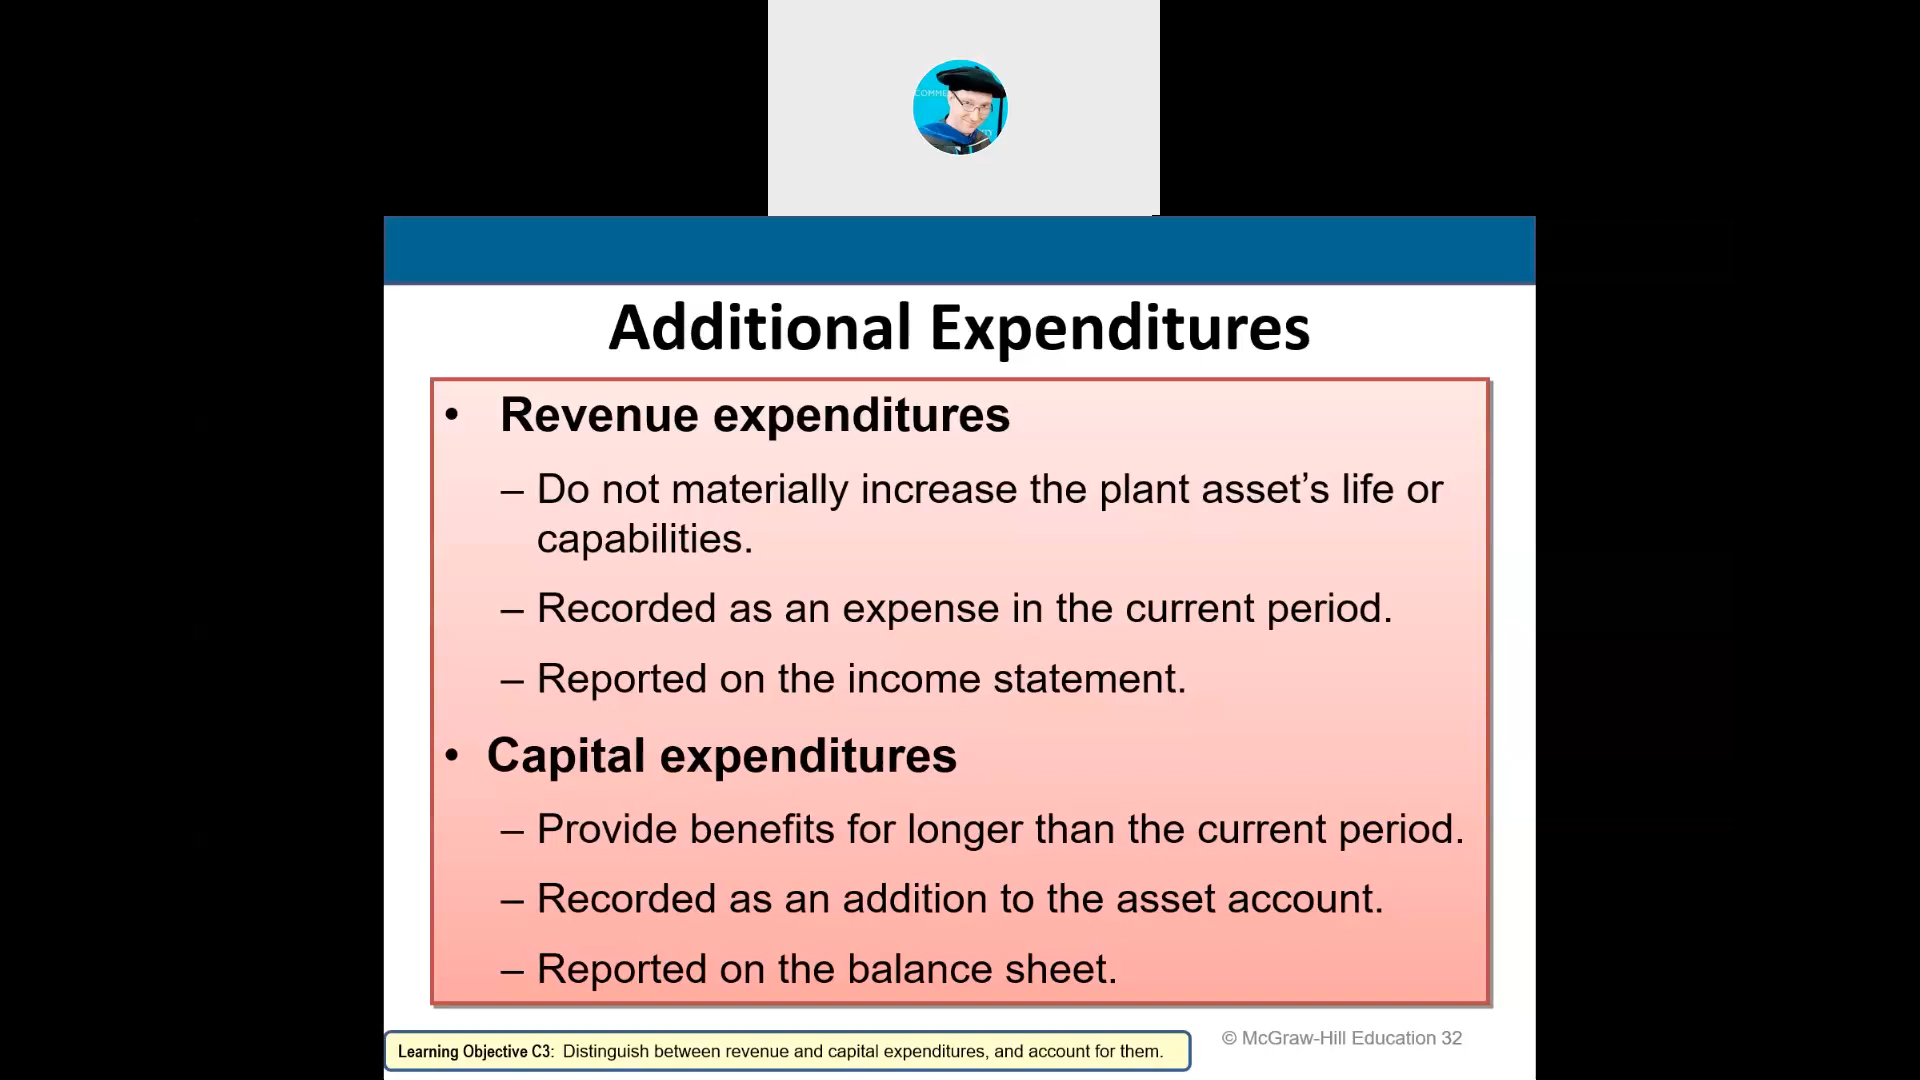 COMME
Additional Expenditures
• Revenue expenditures
– Do not materially increase the plant asset’s life or
capabilities.
– Recorded as an expense in the current period.
– Reported on the income statement.
• Capital expenditures
– Provide benefits for longer than the current period.
– Recorded as an addition to the asset account.
– Reported on the balance sheet.
Learning Objective C3: Distinguish between revenue and capital expenditures, and account for them.
© McGraw-Hill Education 32